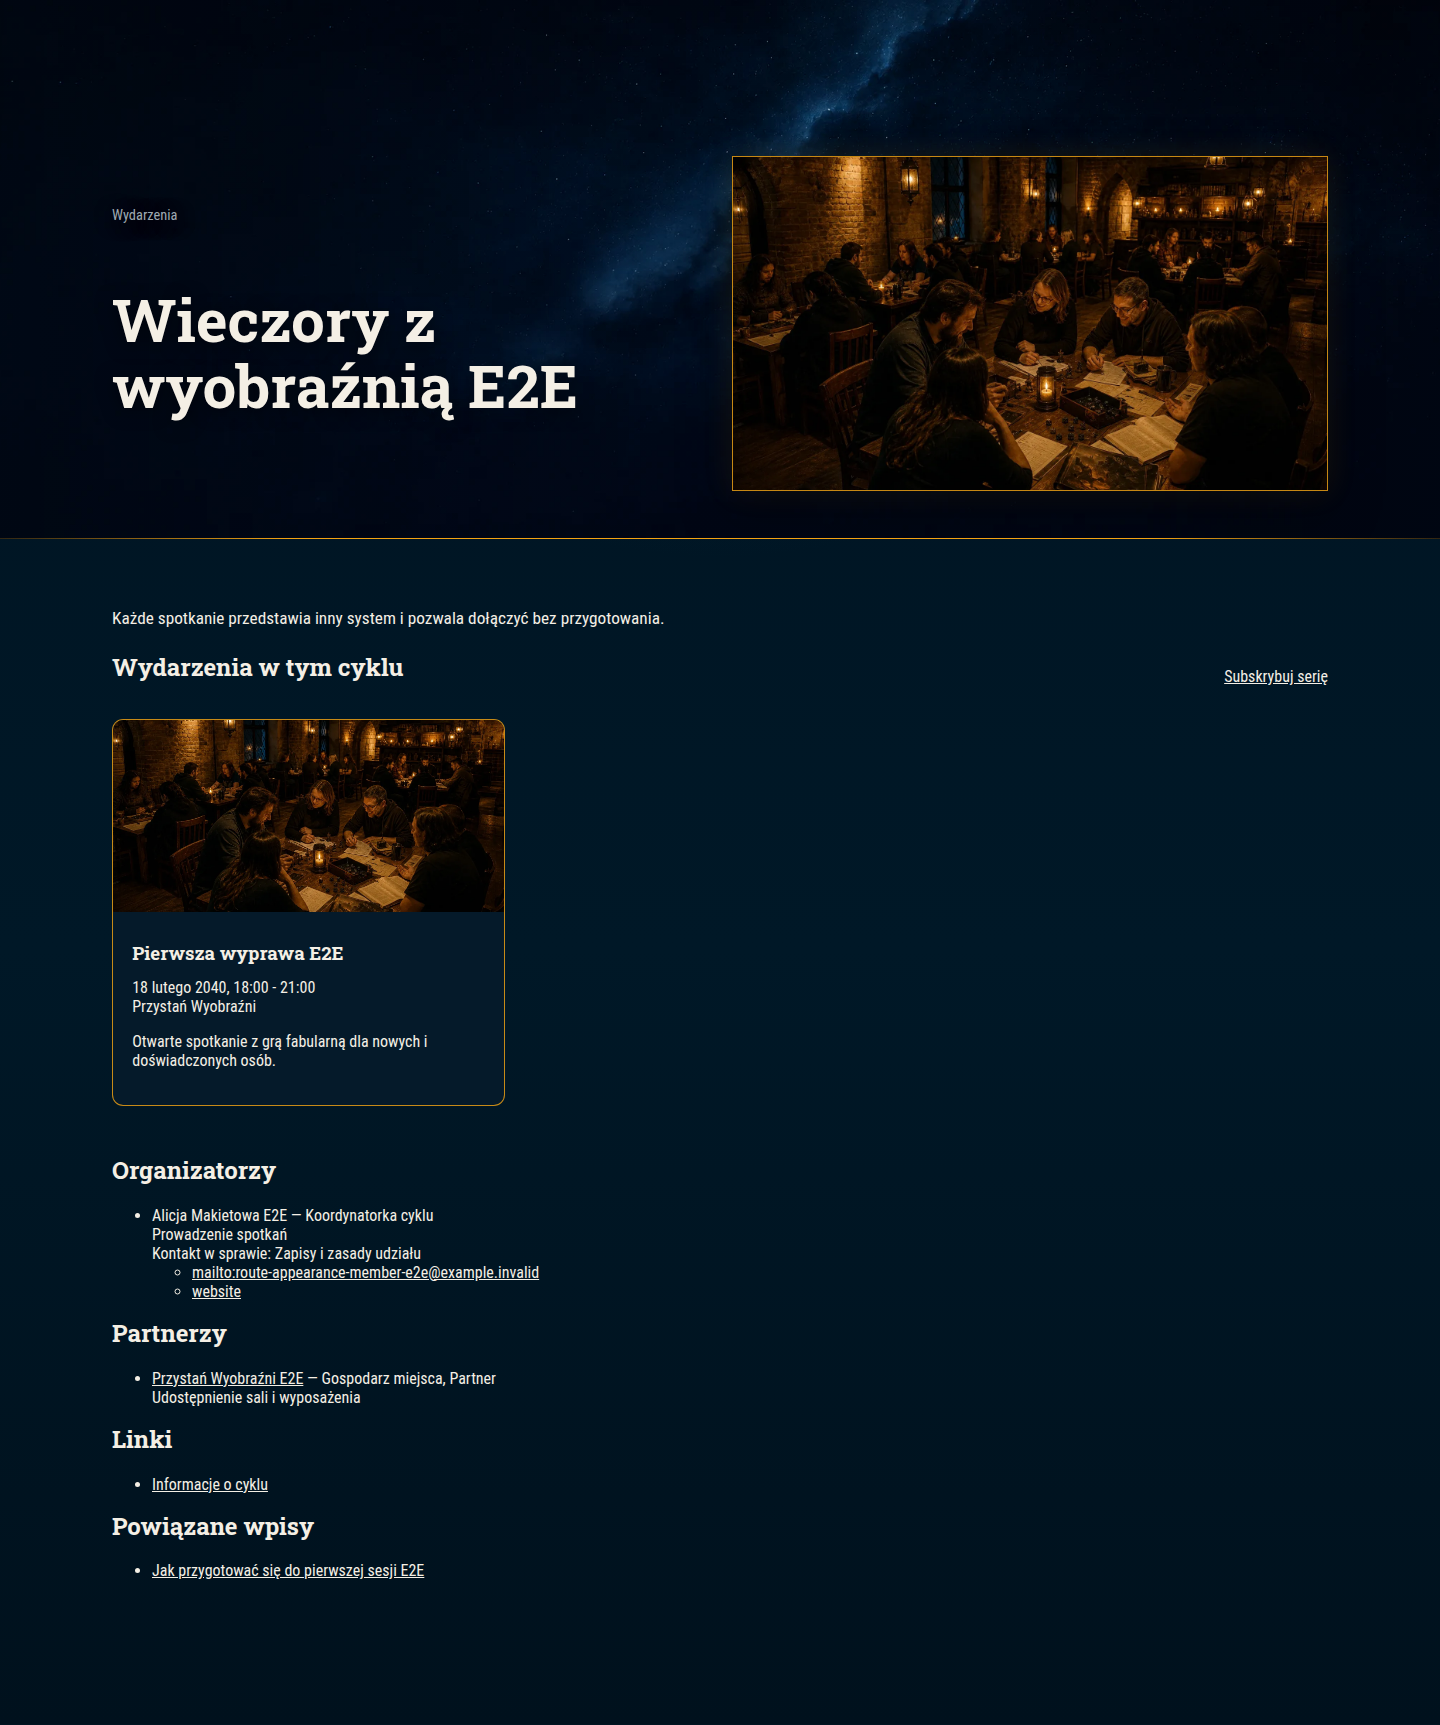 Wydarzenia
Wieczory z
wyobraźnią E2E
Każde spotkanie przedstawia inny system i pozwala dołączyć bez przygotowania.
Wydarzenia w tym cyklu
Subskrybuj serię
Pierwsza wyprawa E2E
18 lutego 2040, 18:00 - 21:00
Przystań Wyobraźni
Otwarte spotkanie z grą fabularną dla nowych i
doświadczonych osób.
Organizatorzy
Alicja Makietowa E2E — Koordynatorka cyklu
Prowadzenie spotkań
Kontakt w sprawie: Zapisy i zasady udziału
mailto:route-appearance-member-e2e@example.invalid
website
Partnerzy
Przystań Wyobraźni E2E — Gospodarz miejsca, Partner
Udostępnienie sali i wyposażenia
Linki
Informacje o cyklu
Powiązane wpisy
Jak przygotować się do pierwszej sesji E2E